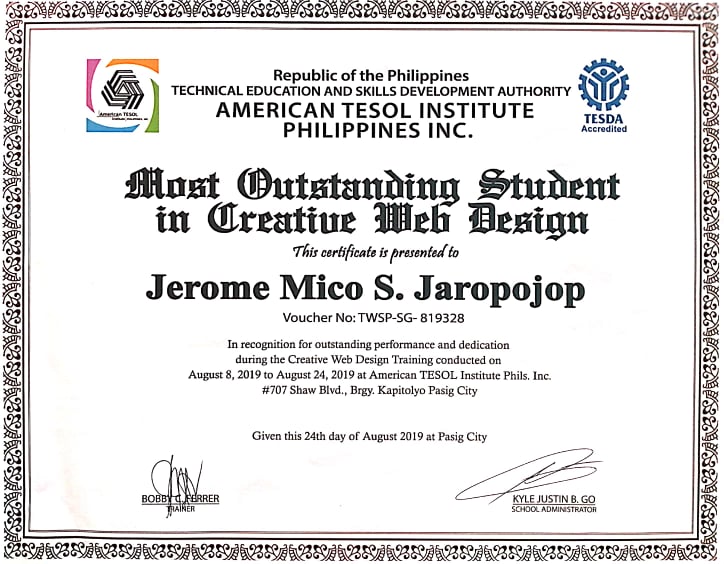 Republic of the Philippines
TECHNICAL EDUCATION AND SKILLS DEVELOPMENT AUTHORITY
AMERICAN TESOL INSTITUTE
PHILIPPINES INC.
American TESOL
Institute, PHILIPPINES, INC.
TESDA
Accredited
Most Outstanding Student
in Creative Web Design
This certificate is presented to
Jerome Mico S. Jaropojop
Voucher No: TWSP-SG- 819328
In recognition for outstanding performance and dedication
during the Creative Web Design Training conducted on
August 8, 2019 to August 24, 2019 at American TESOL Institute Phils. Inc.
#707 Shaw Blvd., Brgy. Kapitolyo Pasig City
Given this 24th day of August 2019 at Pasig City
BOBBY C. FERRER
TRAINER
KYLE JUSTIN B. GO
SCHOOL ADMINISTRATOR